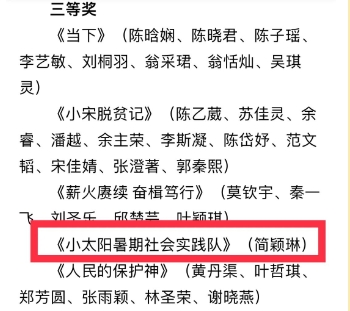 三等奖
《当下》（陈晗娴、陈晓君、陈子瑶、
李艺敏、刘桐羽、翁采珺、翁恬灿、吴琪
灵）
《小宋脱贫记》（陈乙葳、苏佳灵、余
睿、潘越、余主荣、李斯凝、陈岱妤、范文
韬、宋佳婧、张澄著、郭秦熙）
《薪火赓续 奋楫笃行》（莫钦宇、秦一
飞、刘圣乐、邱梦芸、叶颖琪）
《小太阳暑期社会实践队》（简颖琳）
《人民的保护神》（黄丹渠、叶哲琪、
郑芳圆、张雨颖、林圣荣、谢晓燕）